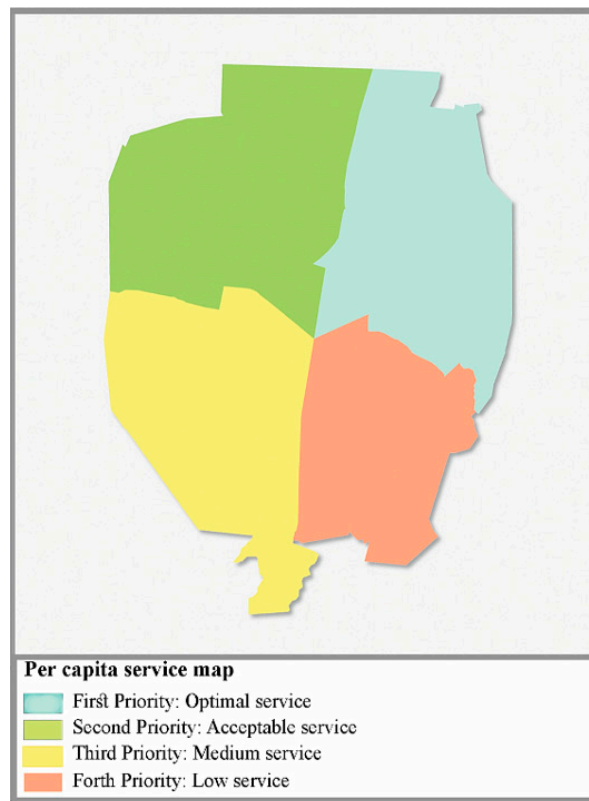 Per capita service map
First Priority: Optimal service
Second Priority: Acceptable service
Third Priority: Medium service
Forth Priority: Low service